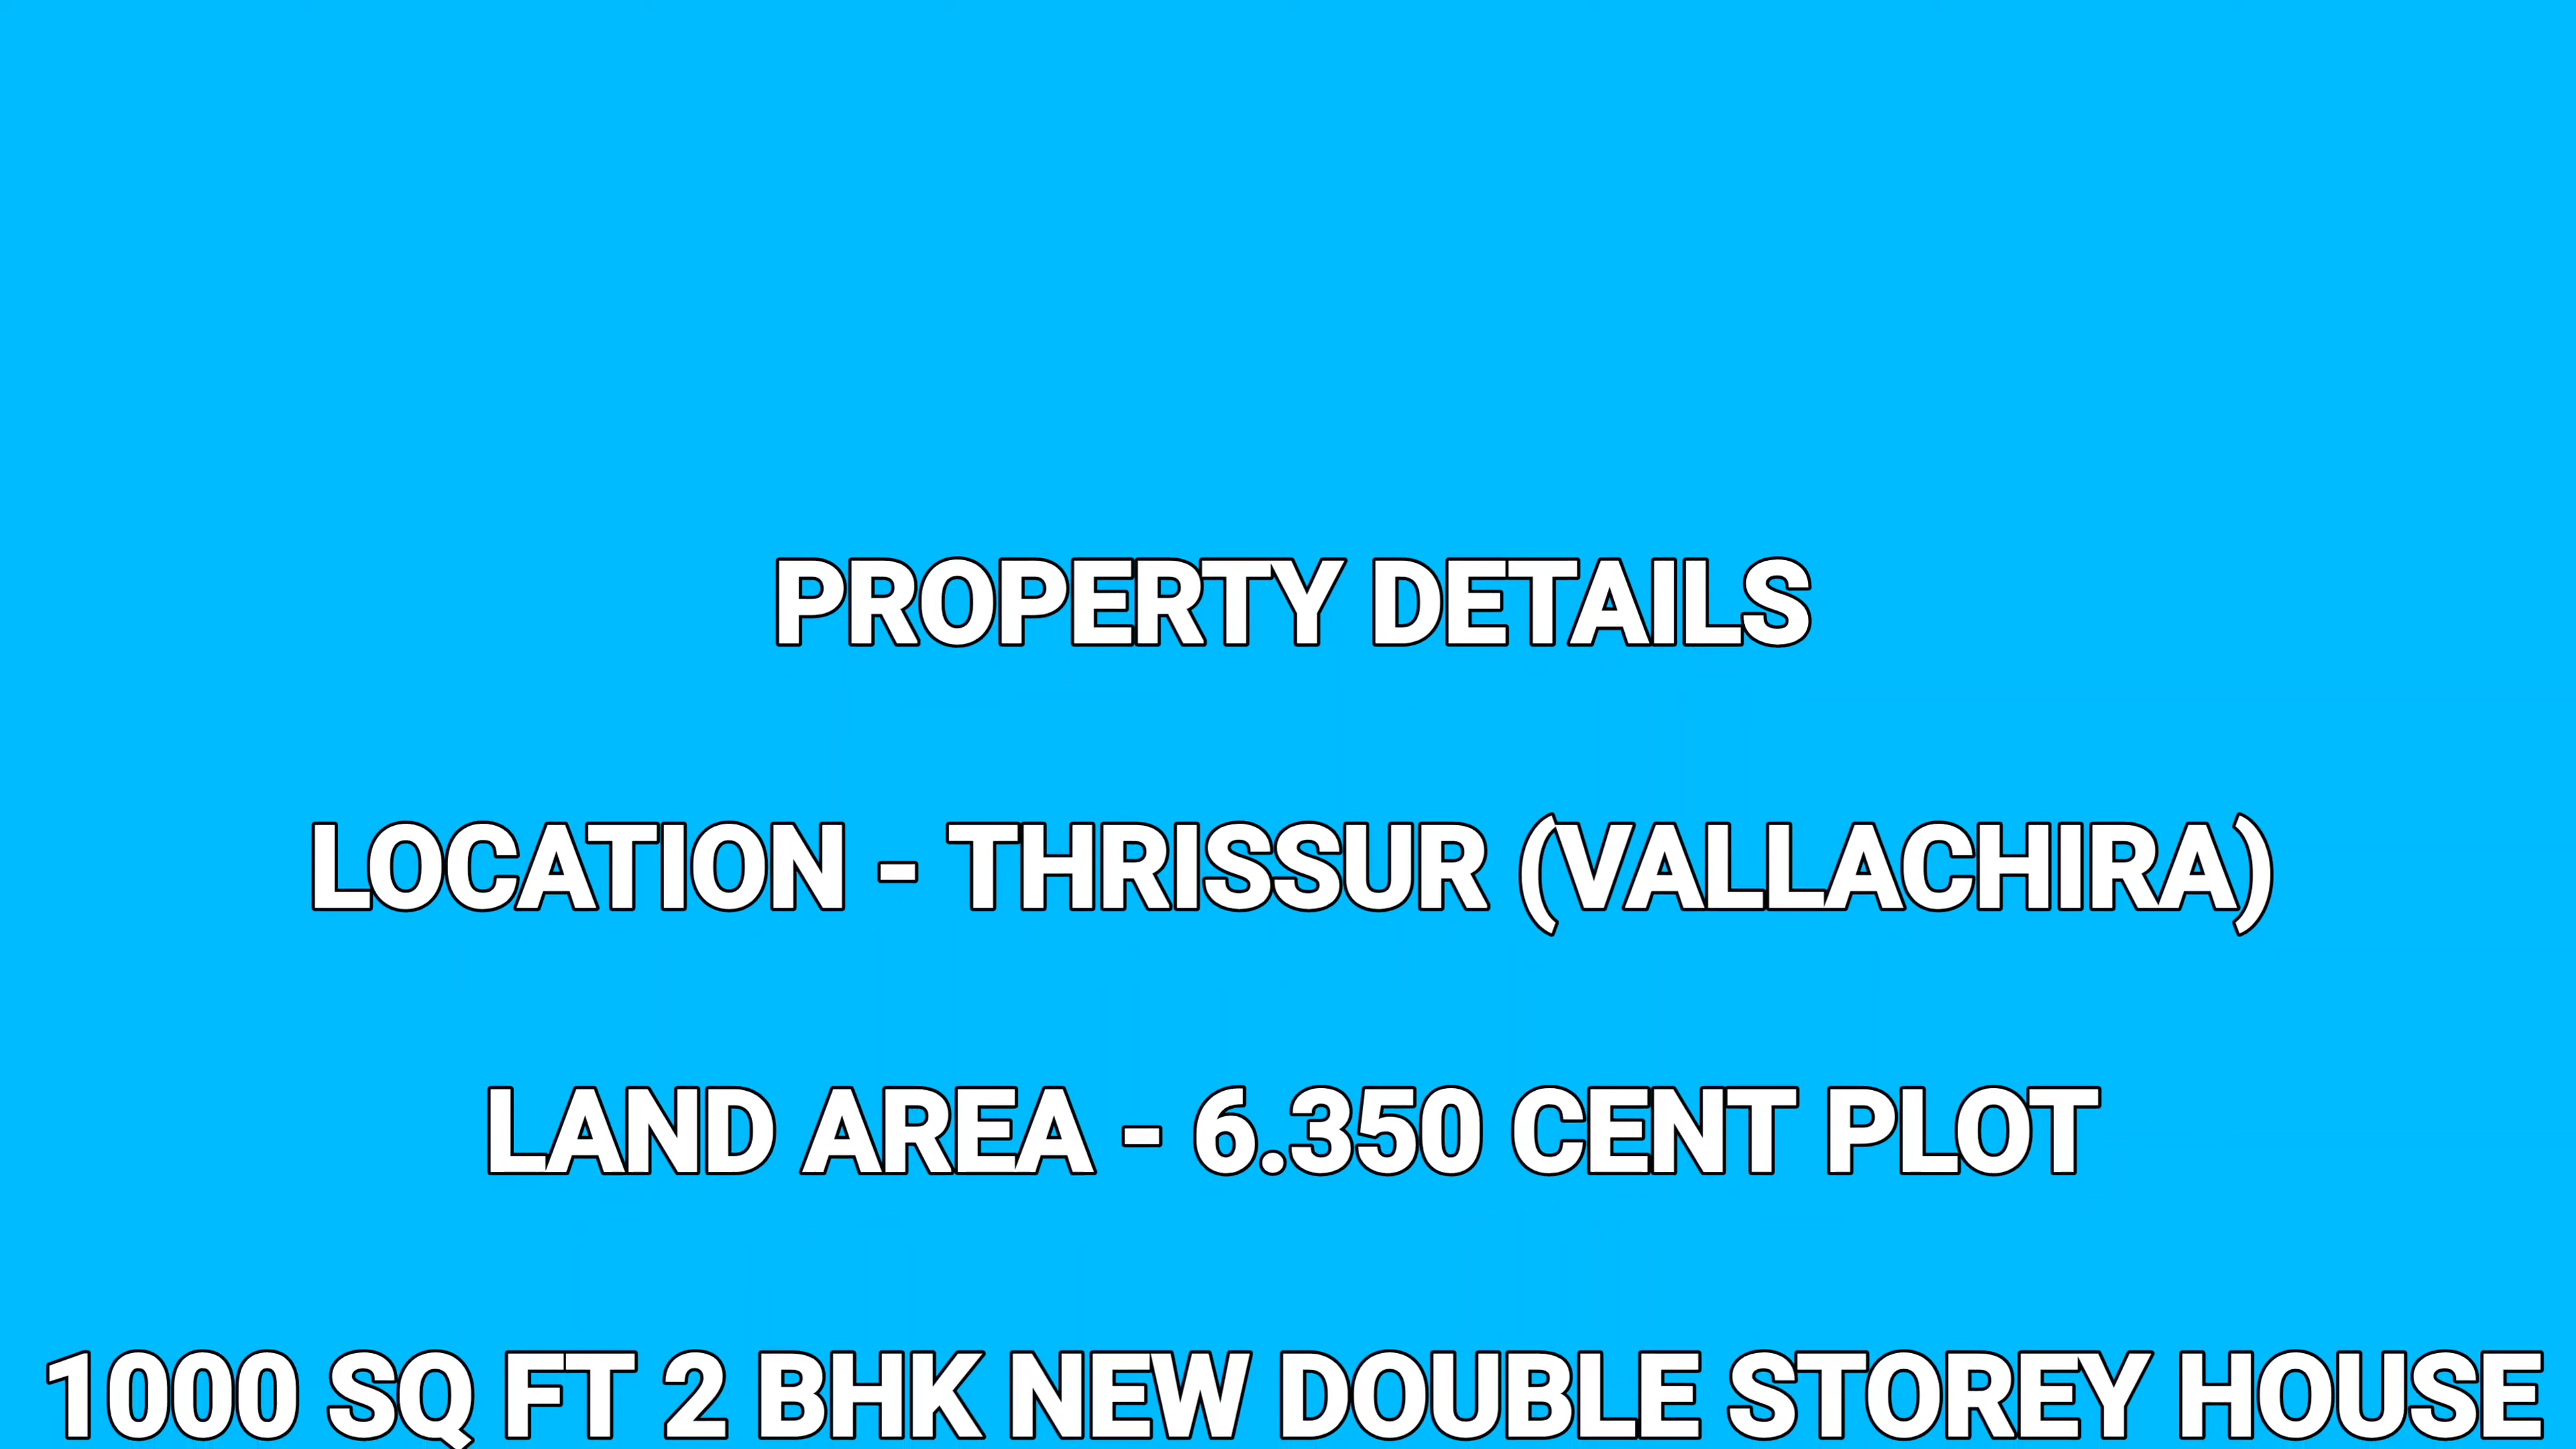 PROPERTY DETAILS
LOCATION - THRISSUR (VALLACHIRA)
LAND AREA - 6.350 CENT PLOT
1000 SQ FT 2 BHK NEW DOUBLE STOREY HOUSE